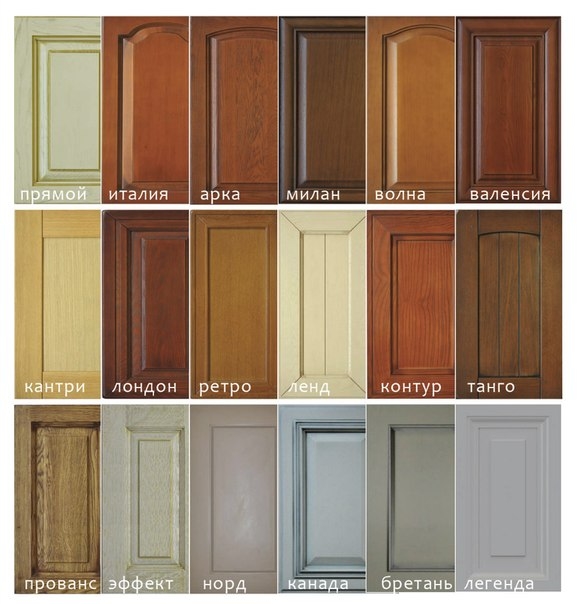 прямой италия арка милан волна валенсия
кантри лондон ретро ленд контур танго
прованс эффект норд канада бретань легенда